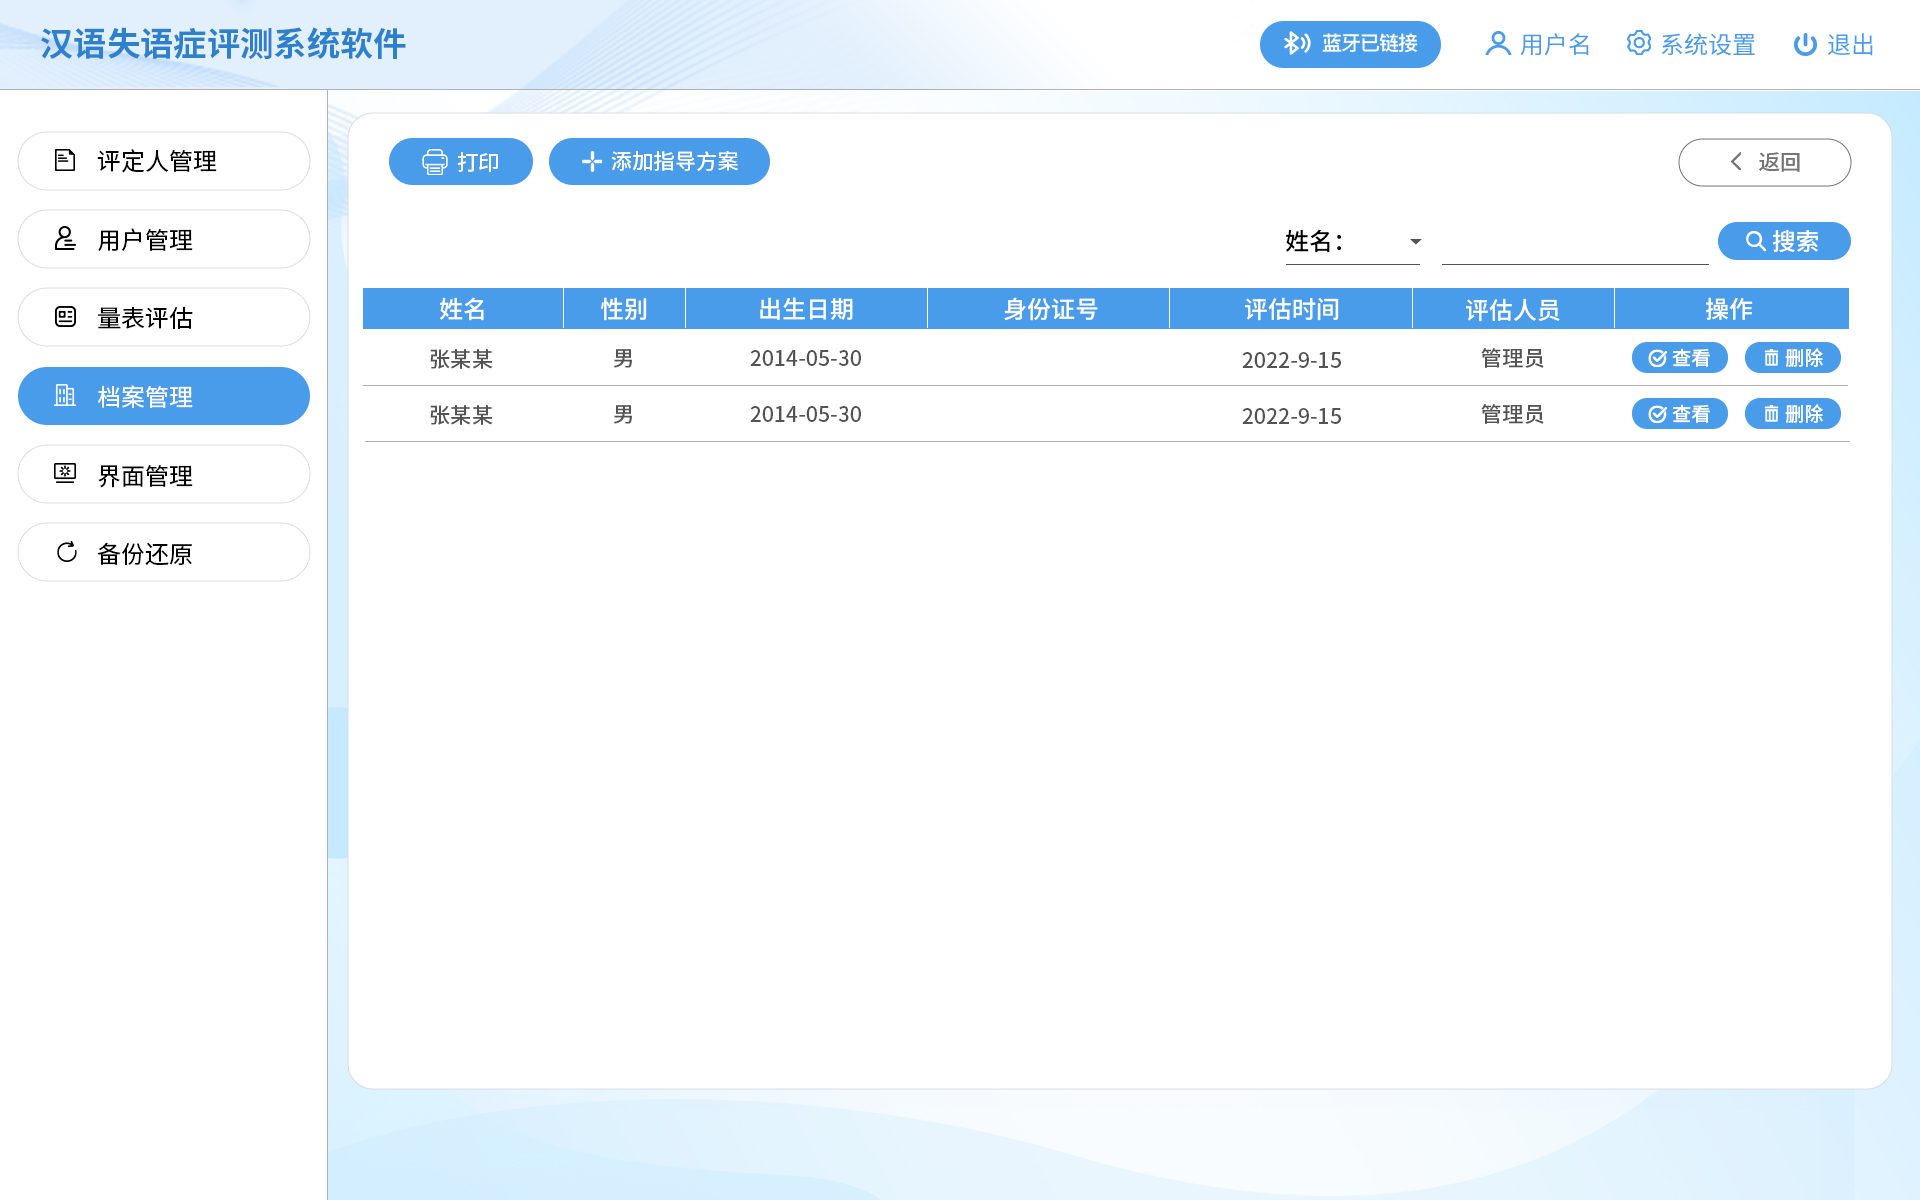 汉语失语症评测系统软件
蓝牙已链接 用户名 系统设置 退出
评定人管理
用户管理
量表评估
档案管理
界面管理
备份还原
打印 添加指导方案 返回
姓名： 搜索
姓名 性别 出生日期 身份证号 评估时间 评估人员 操作
张某某 男 2014-05-30 2022-9-15 管理员 查看 删除
张某某 男 2014-05-30 2022-9-15 管理员 查看 删除